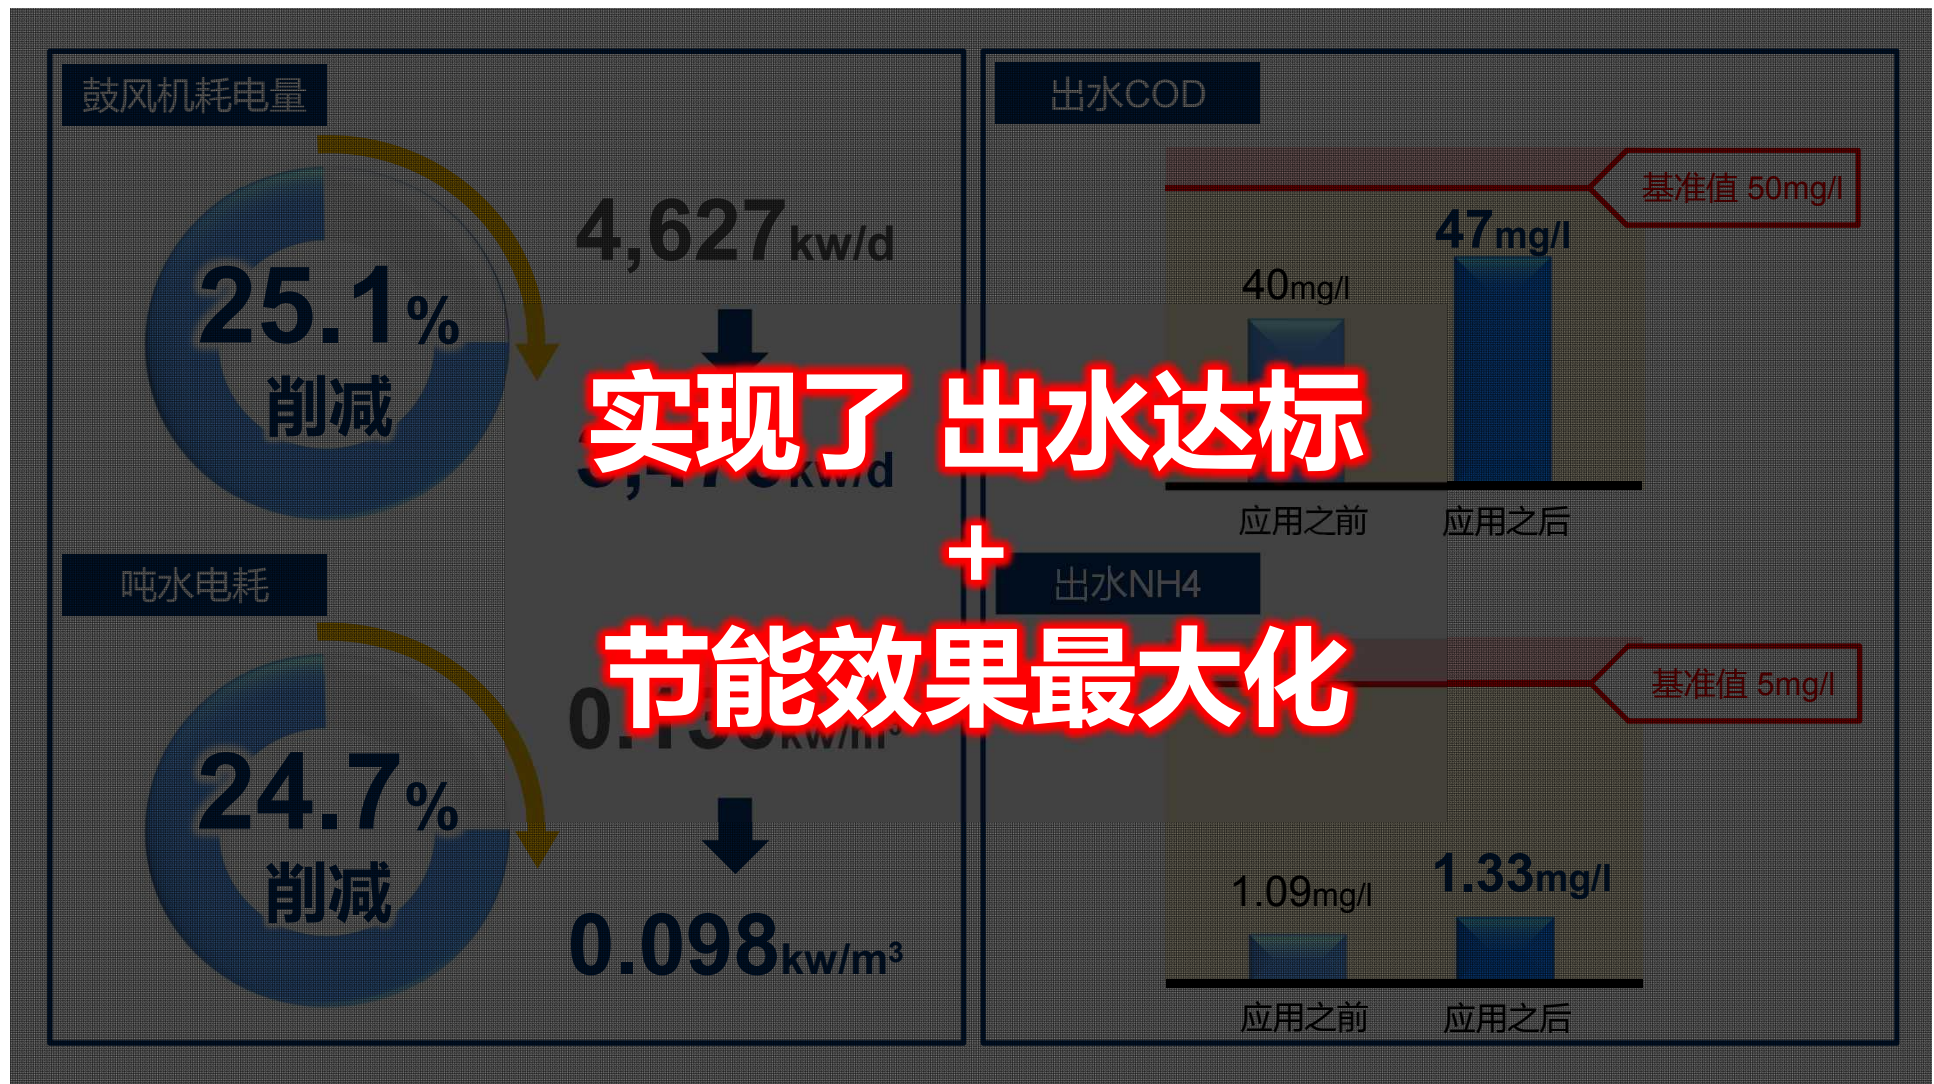 鼓风机耗电量
25.1%
削减
4,627kw/d
kw/d
吨水电耗
24.7%
削减
0.098kw/m³
出水COD
基准值 50mg/l
40mg/l
47mg/l
应用之前
应用之后
出水NH4
基准值 5mg/l
1.09mg/l
1.33mg/l
应用之前
应用之后
实现了 出水达标
+
节能效果最大化